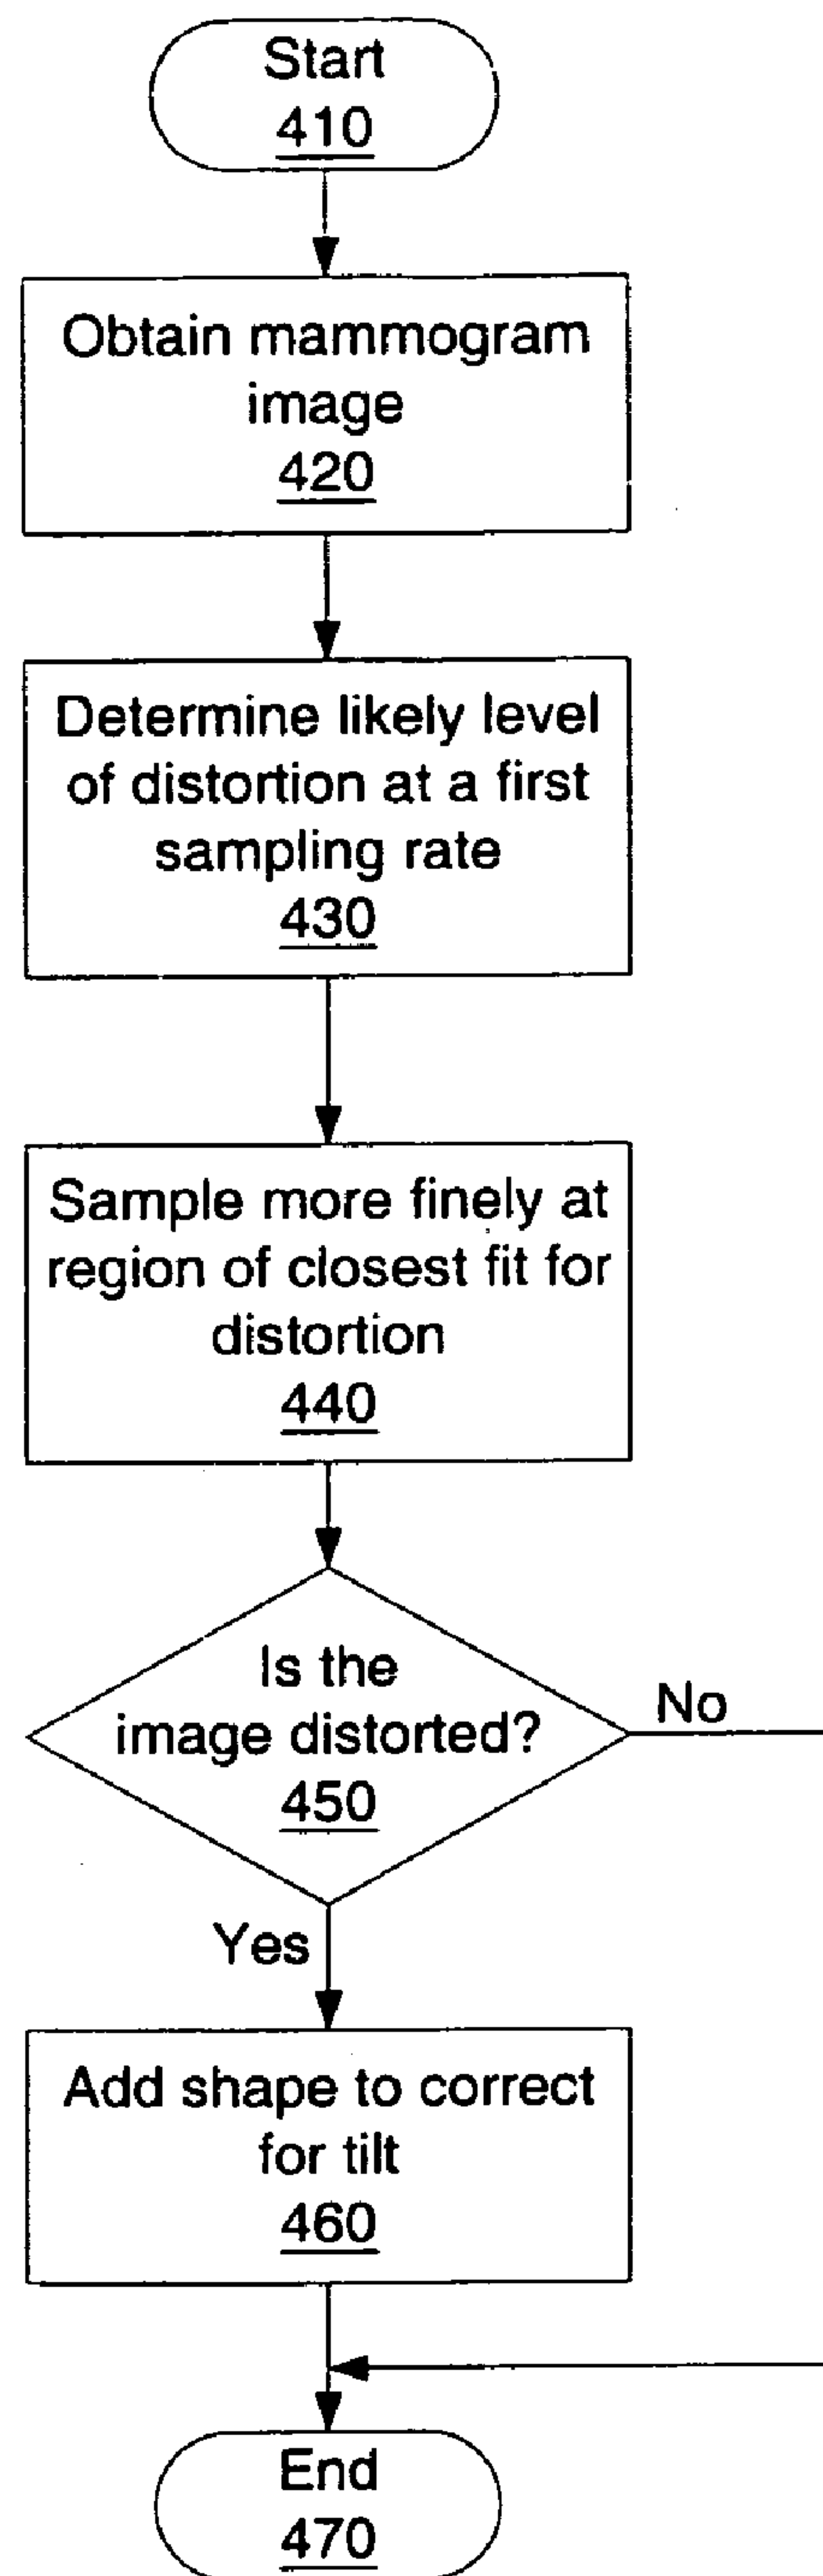 Start
410
Obtain mammogram
image
420
Determine likely level
of distortion at a first
sampling rate
430
Sample more finely at
region of closest fit for
distortion
440
Is the
image distorted?
450
No
Yes
Add shape to correct
for tilt
460
End
470